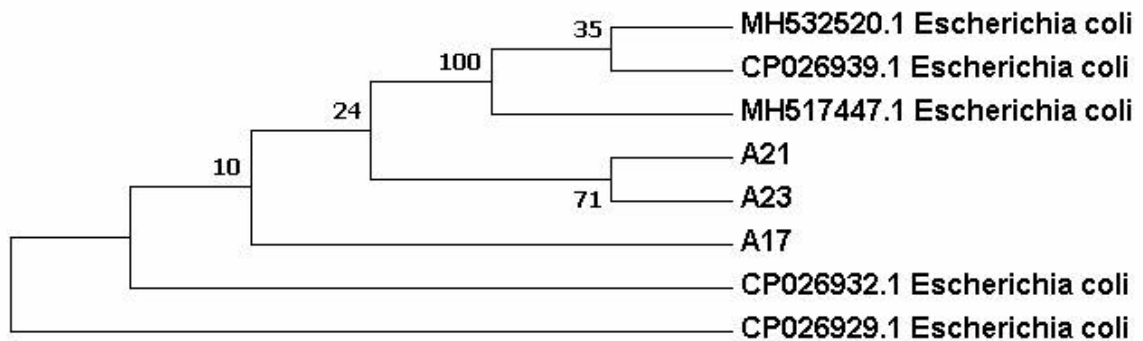 35
MH532520.1 Escherichia coli
100
CP026939.1 Escherichia coli
24
MH517447.1 Escherichia coli
10
A21
71
A23
A17
CP026932.1 Escherichia coli
CP026929.1 Escherichia coli